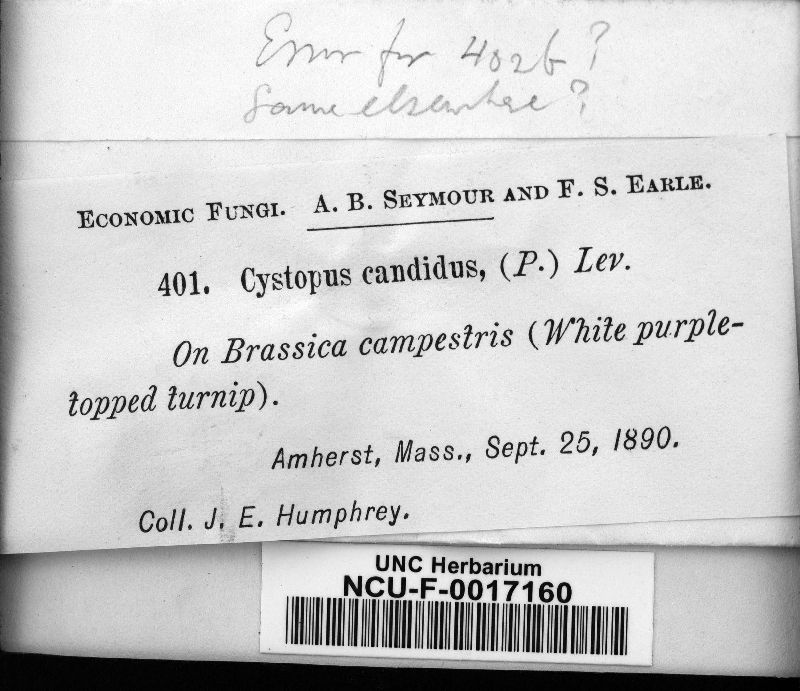 Error for 402b?
Same elsewhere?
ECONOMIC FUNGI. A. B. SEYMOUR AND F. S. EARLE.
401. Cystopus candidus, (P.) Lev.
On Brassica campestris (White purple-
topped turnip).
Amherst, Mass., Sept. 25, 1890.
Coll. J. E. Humphrey.
UNC Herbarium
NCU-F-0017160